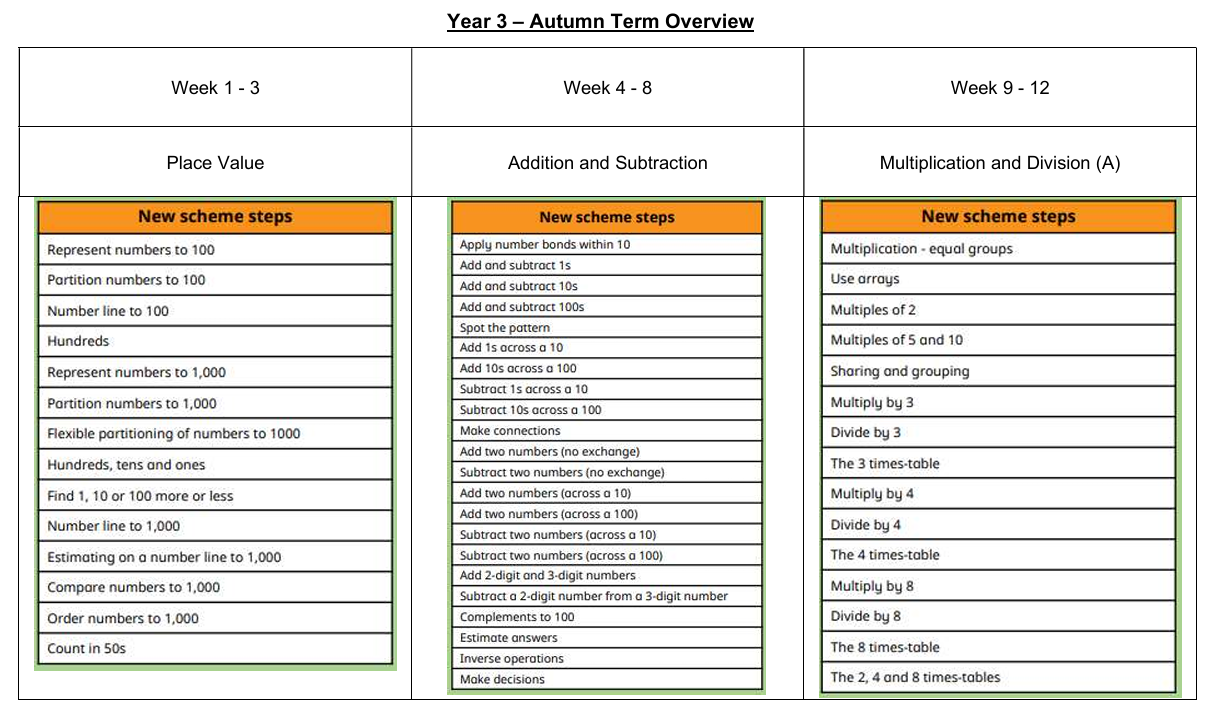 Year 3 – Autumn Term Overview
Week 1 - 3
Week 4 - 8
Week 9 - 12
Place Value
Addition and Subtraction
Multiplication and Division (A)
New scheme steps
Represent numbers to 100
Partition numbers to 100
Number line to 100
Hundreds
Represent numbers to 1,000
Partition numbers to 1,000
Flexible partitioning of numbers to 1000
Hundreds, tens and ones
Find 1, 10 or 100 more or less
Number line to 1,000
Estimating on a number line to 1,000
Compare numbers to 1,000
Order numbers to 1,000
Count in 50s
New scheme steps
Apply number bonds within 10
Add and subtract 1s
Add and subtract 10s
Add and subtract 100s
Spot the pattern
Add 1s across a 10
Add 10s across a 100
Subtract 1s across a 10
Subtract 10s across a 100
Make connections
Add two numbers (no exchange)
Subtract two numbers (no exchange)
Add two numbers (across a 10)
Add two numbers (across a 100)
Subtract two numbers (across a 10)
Subtract two numbers (across a 100)
Add 2-digit and 3-digit numbers
Subtract a 2-digit number from a 3-digit number
Complements to 100
Estimate answers
Inverse operations
Make decisions
New scheme steps
Multiplication - equal groups
Use arrays
Multiples of 2
Multiples of 5 and 10
Sharing and grouping
Multiply by 3
Divide by 3
The 3 times-table
Multiply by 4
Divide by 4
The 4 times-table
Multiply by 8
Divide by 8
The 8 times-table
The 2, 4 and 8 times-tables